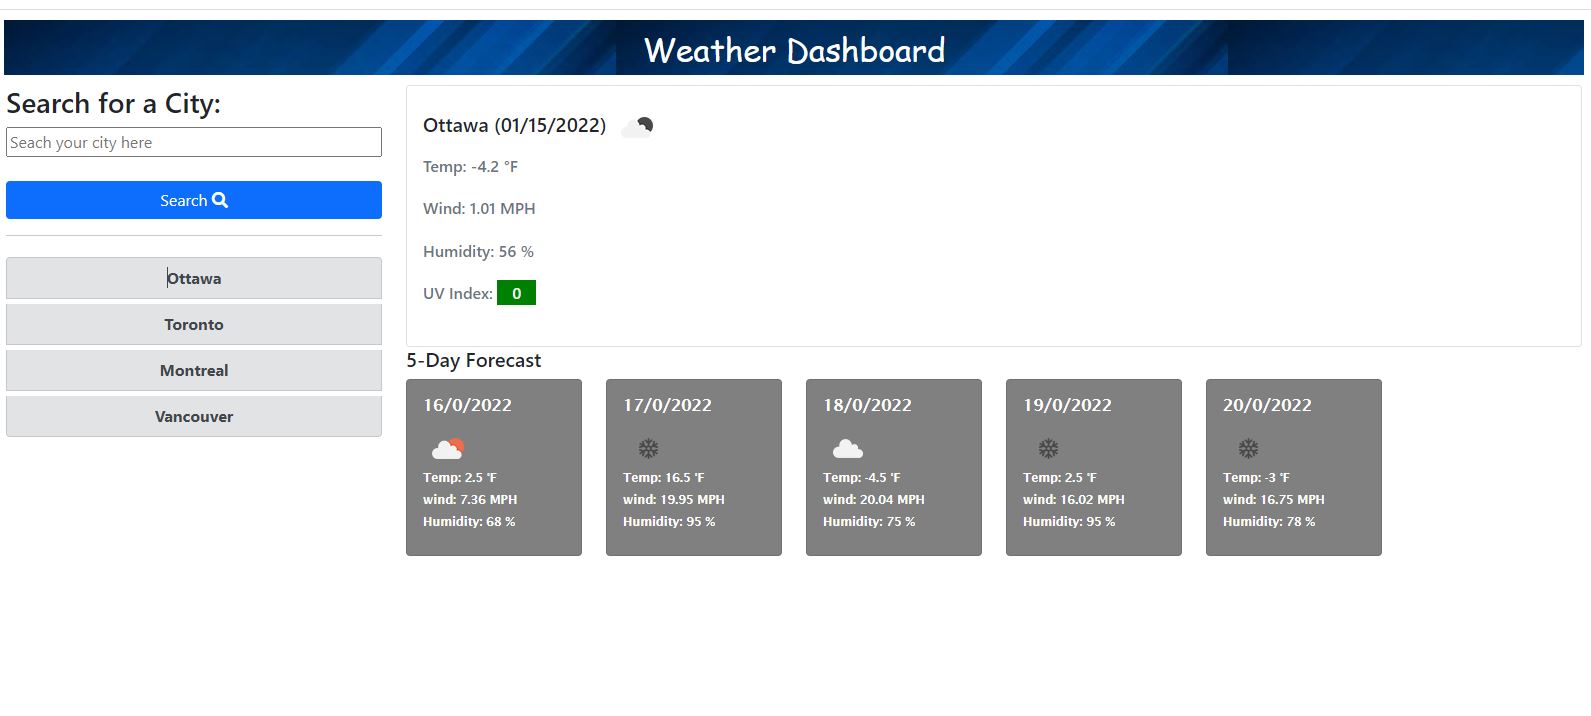 Weather Dashboard
Search for a City:
Seach your city here
Search
Ottawa
Toronto
Montreal
Vancouver
Ottawa (01/15/2022)
Temp: -4.2 °F
Wind: 1.01 MPH
Humidity: 56 %
UV Index: 0
5-Day Forecast
16/0/2022
Temp: 2.5 °F
wind: 7.36 MPH
Humidity: 68 %
17/0/2022
Temp: 16.5 °F
wind: 19.95 MPH
Humidity: 95 %
18/0/2022
Temp: -4.5 °F
wind: 20.04 MPH
Humidity: 75 %
19/0/2022
Temp: 2.5 °F
wind: 16.02 MPH
Humidity: 95 %
20/0/2022
Temp: -3 °F
wind: 16.75 MPH
Humidity: 78 %